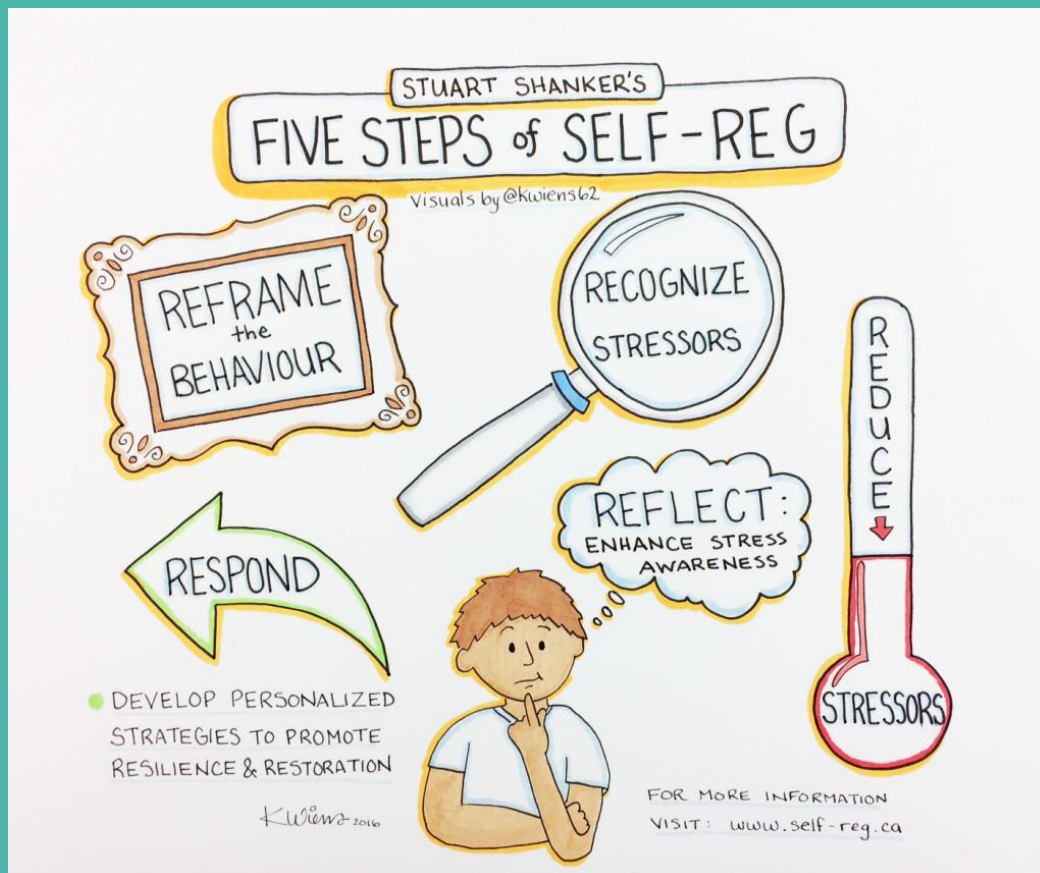 STUART SHANKER'S
FIVE STEPS of SELF-REG
Visuals by @kwiens62
REFRAME
the
BEHAVIOUR
RECOGNIZE
STRESSORS
REDUCE
STRESSORS
REFLECT:
ENHANCE STRESS
AWARENESS
RESPOND
DEVELOP PERSONALIZED
STRATEGIES TO PROMOTE
RESILIENCE & RESTORATION
KWiens 2016
FOR MORE INFORMATION
VISIT: www.self-reg.ca